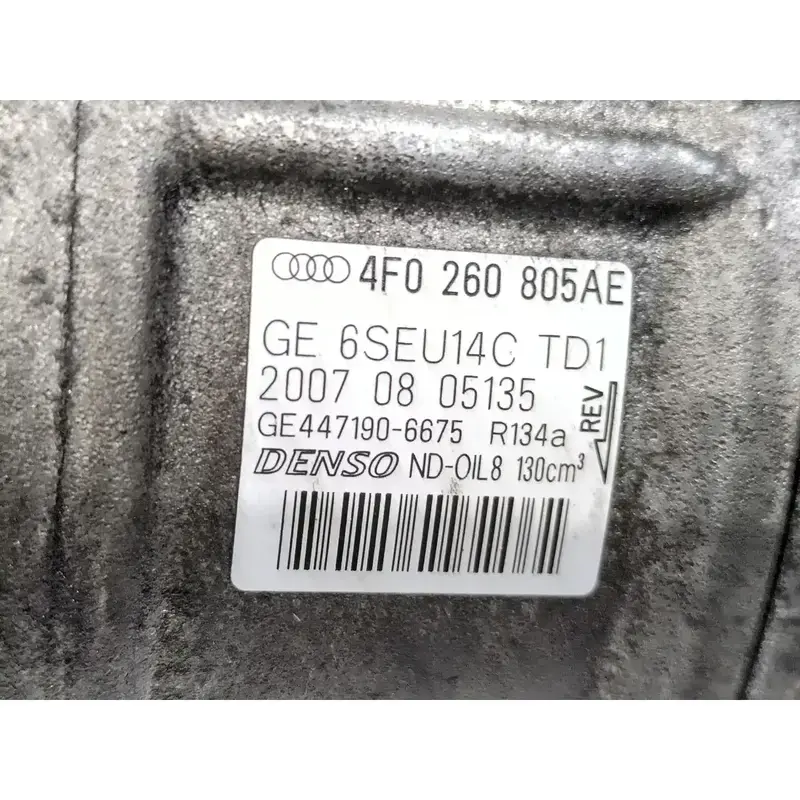 4F0 260 805AE
GE 6SEU14C TD1
2007 08 05135
GE447190-6675 R134a
DENSO ND-OIL8 130cm³
REV